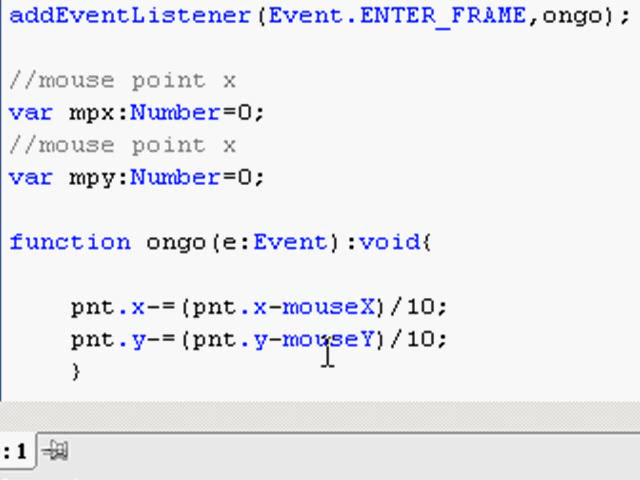 addEventListener(Event.ENTER_FRAME,ongo);
//mouse point x
var mpx:Number=0;
//mouse point x
var mpy:Number=0;
function ongo(e:Event):void{
pnt.x-=(pnt.x-mouseX)/10;
pnt.y-=(pnt.y-mouseY)/10;
}
:1